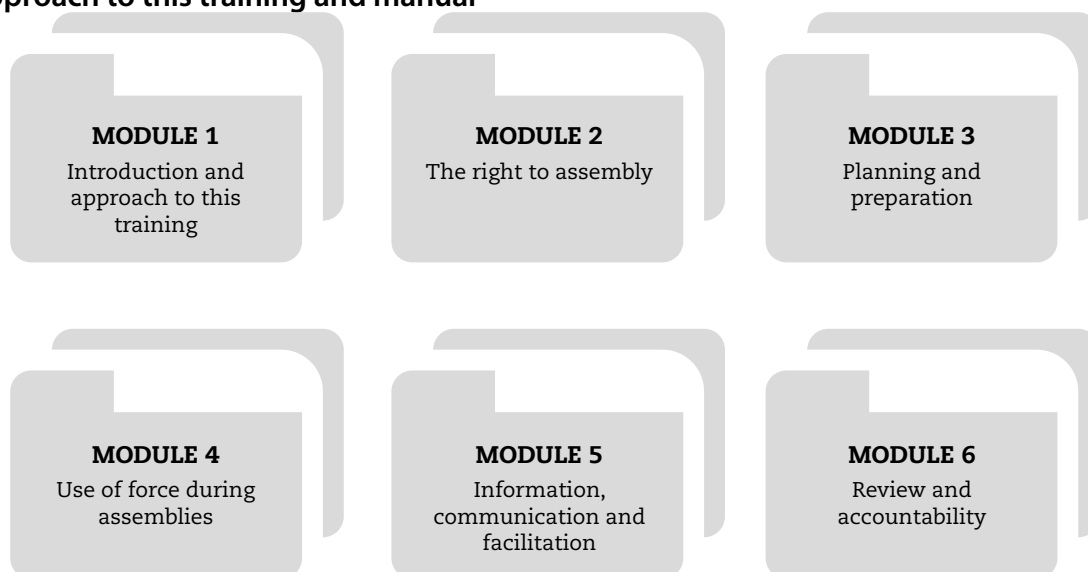 proach to this training and manual
MODULE 1
Introduction and
approach to this
training
MODULE 2
The right to assembly
MODULE 3
Planning and
preparation
MODULE 4
Use of force during
assemblies
MODULE 5
Information,
communication and
facilitation
MODULE 6
Review and
accountability